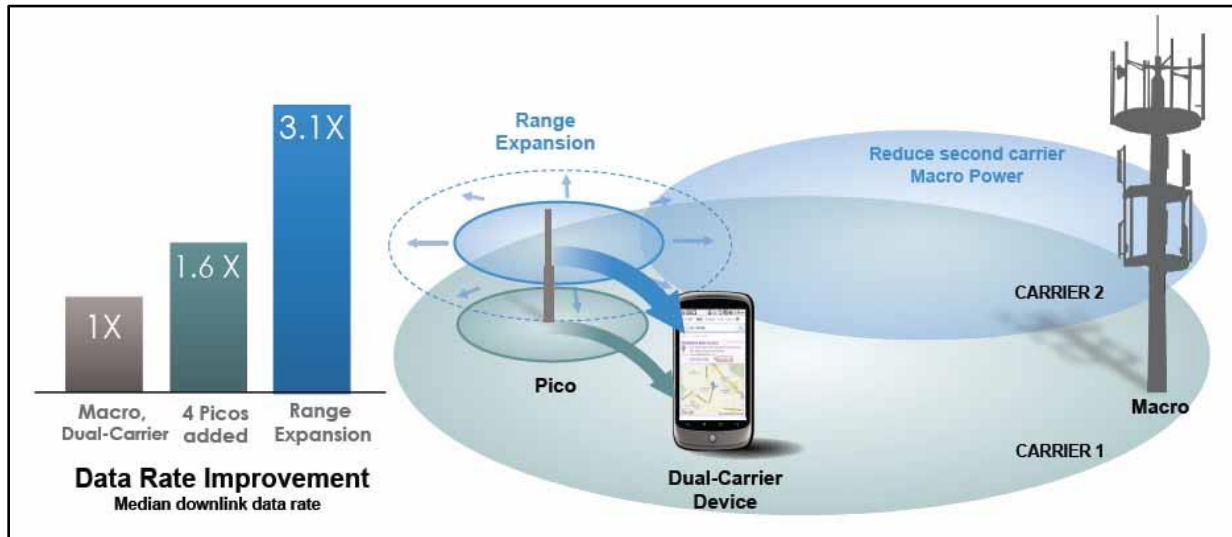 3.1X
1.6 X
1X
Macro,
Dual-Carrier
4 Picos
added
Range
Expansion
Data Rate Improvement
Median downlink data rate
Range
Expansion
Reduce second carrier
Macro Power
CARRIER 2
Pico
Macro
CARRIER 1
Dual-Carrier
Device